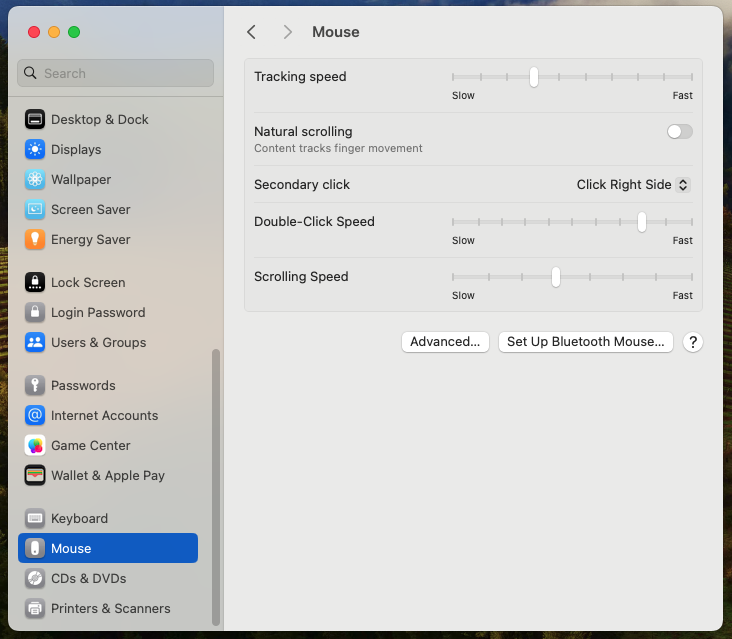 Mouse
Search
Desktop & Dock
Displays
Wallpaper
Screen Saver
Energy Saver
Lock Screen
Login Password
Users & Groups
Passwords
Internet Accounts
Game Center
Wallet & Apple Pay
Keyboard
Mouse
CDs & DVDs
Printers & Scanners
Tracking speed
Slow Fast
Natural scrolling
Content tracks finger movement
Secondary click Click Right Side
Double-Click Speed
Slow Fast
Scrolling Speed
Slow Fast
Advanced... Set Up Bluetooth Mouse... ?